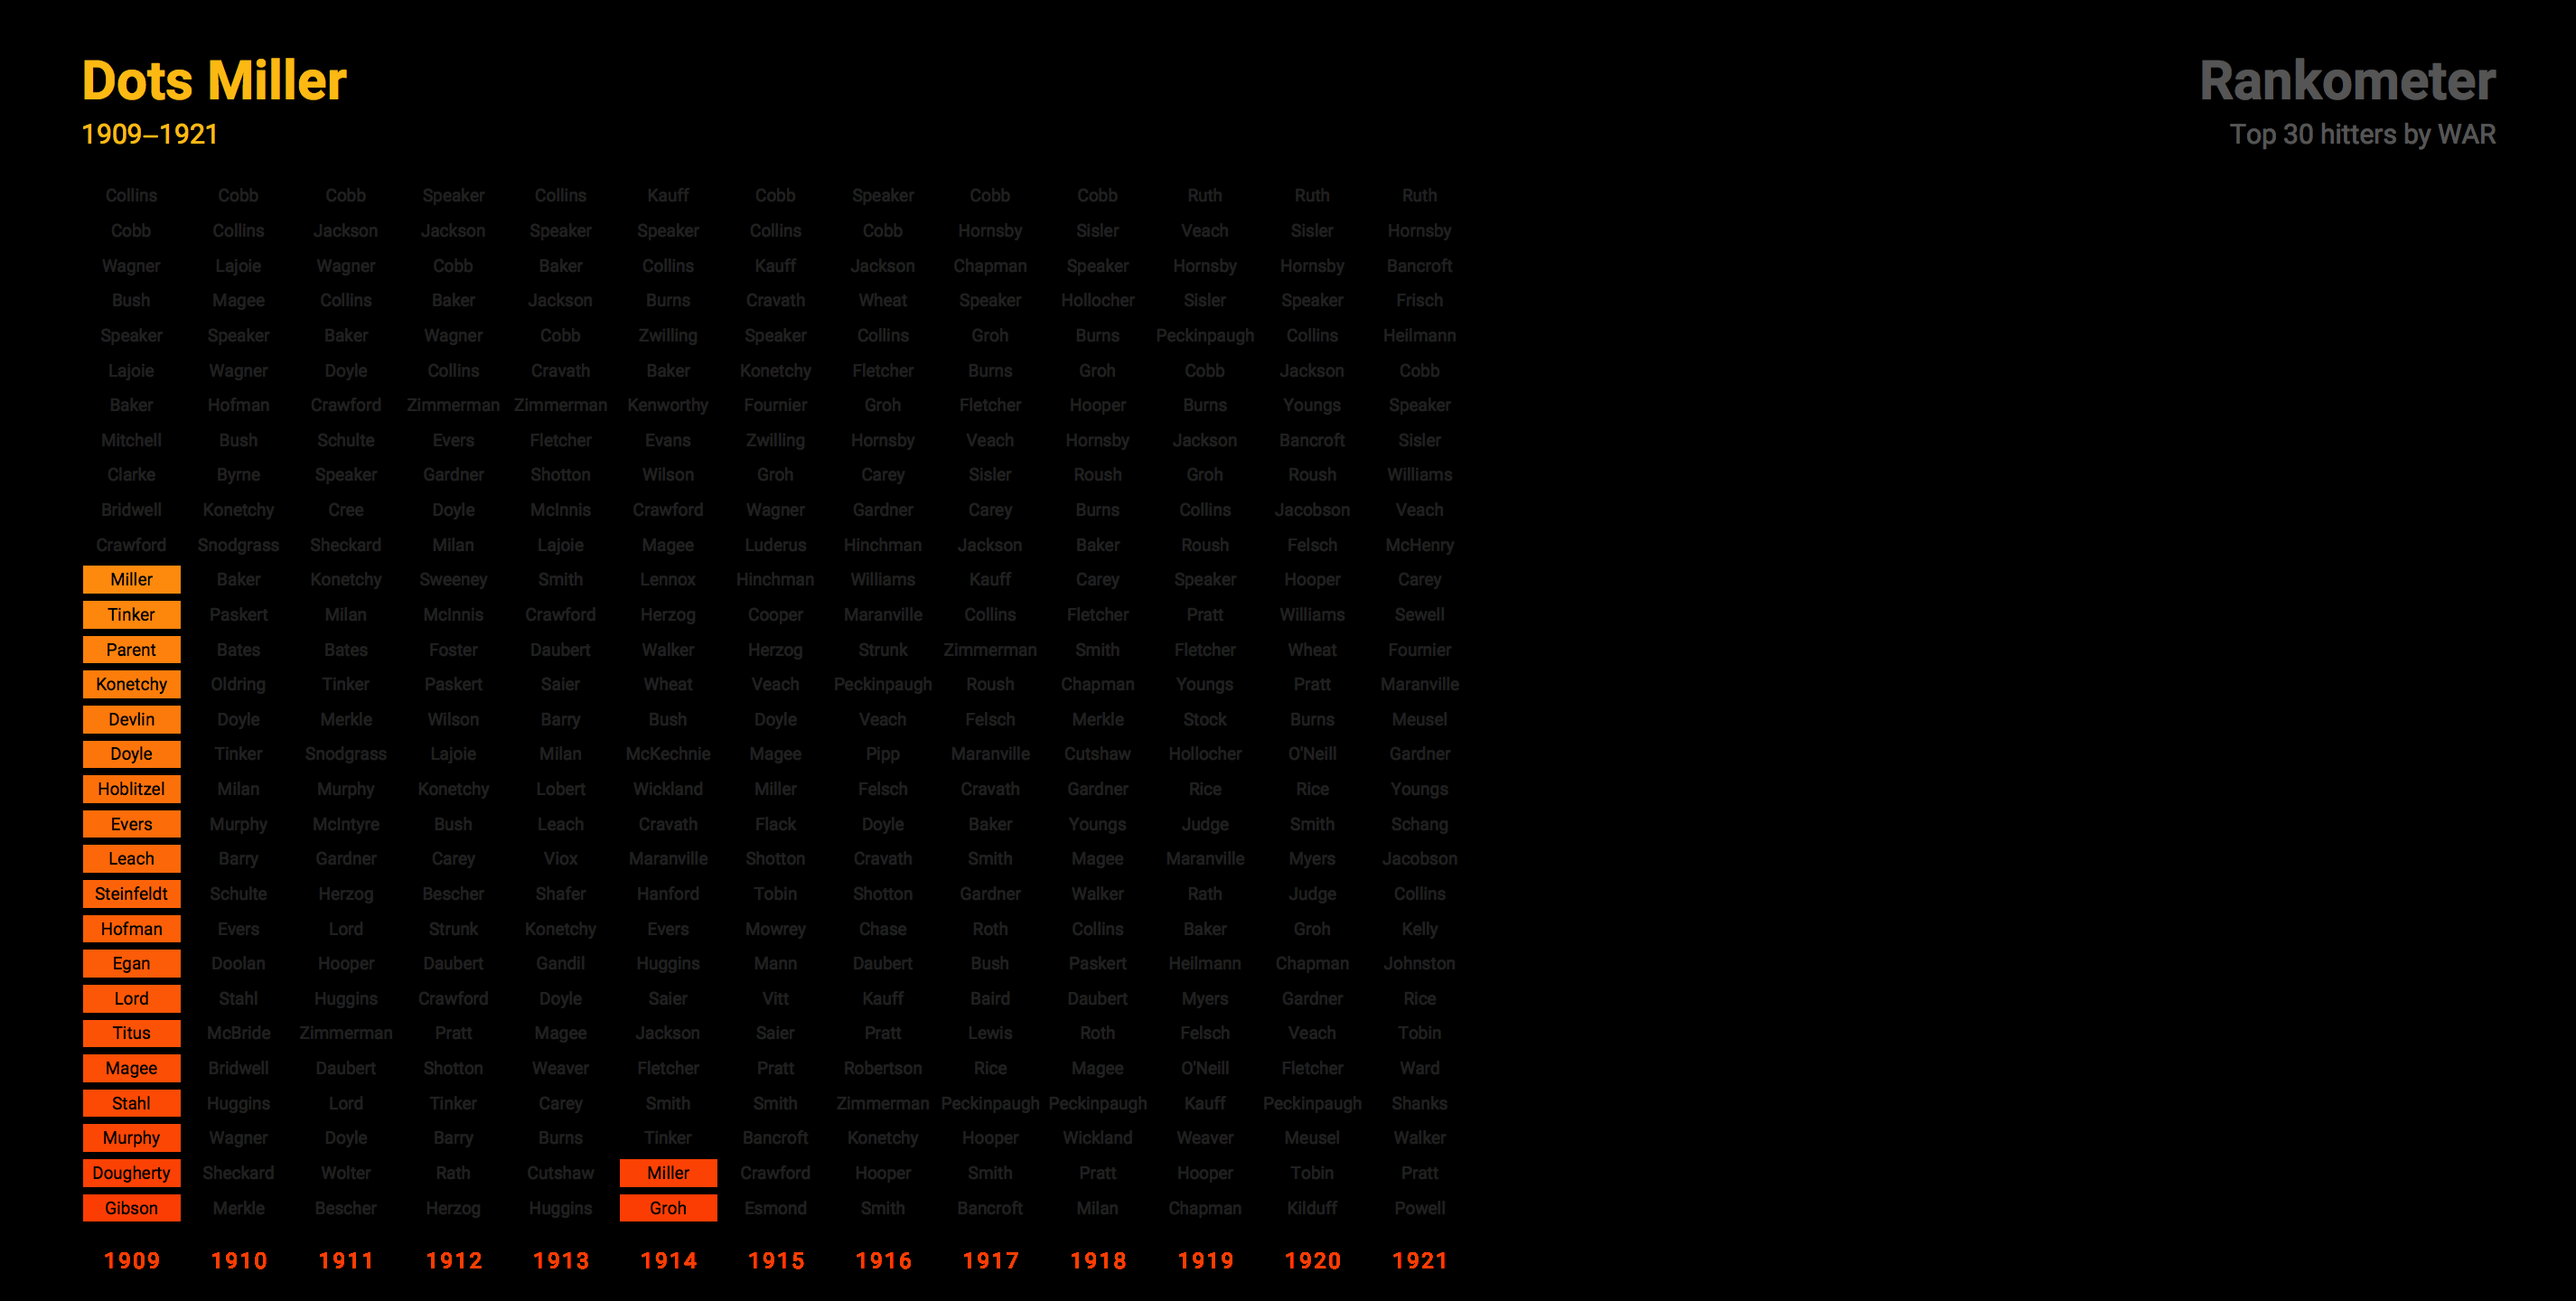 Dots Miller
1909–1921
Rankometer
Top 30 hitters by WAR
Collins Cobb Cobb Speaker Collins Kauff Cobb Speaker Cobb Cobb Ruth Ruth Ruth
Cobb Collins Jackson Jackson Speaker Speaker Collins Cobb Hornsby Sisler Veach Sisler Hornsby
Wagner Lajoie Wagner Cobb Baker Collins Kauff Jackson Chapman Speaker Hornsby Hornsby Bancroft
Bush Magee Collins Baker Jackson Burns Cravath Wheat Speaker Hollocher Sisler Speaker Frisch
Speaker Speaker Baker Wagner Cobb Zwilling Speaker Collins Groh Burns Peckinpaugh Collins Heilmann
Lajoie Wagner Doyle Collins Cravath Baker Konetchy Fletcher Burns Groh Cobb Jackson Cobb
Baker Hofman Crawford Zimmerman Zimmerman Kenworthy Fournier Groh Fletcher Hooper Burns Youngs Speaker
Mitchell Bush Schulte Evers Fletcher Evans Zwilling Hornsby Veach Hornsby Jackson Bancroft Sisler
Clarke Byrne Speaker Gardner Shotton Wilson Groh Carey Sisler Roush Groh Roush Williams
Bridwell Konetchy Cree Doyle McInnis Crawford Wagner Gardner Carey Burns Collins Jacobson Veach
Crawford Snodgrass Sheckard Milan Lajoie Magee Luderus Hinchman Jackson Baker Roush Felsch McHenry
Miller Baker Konetchy Sweeney Smith Lennox Hinchman Williams Kauff Carey Speaker Hooper Carey
Tinker Paskert Milan McInnis Crawford Herzog Cooper Maranville Collins Fletcher Pratt Williams Sewell
Parent Bates Bates Foster Daubert Walker Herzog Strunk Zimmerman Smith Fletcher Wheat Fournier
Konetchy Oldring Tinker Paskert Saier Wheat Veach Peckinpaugh Roush Chapman Youngs Pratt Maranville
Devlin Doyle Merkle Wilson Barry Bush Doyle Veach Felsch Merkle Stock Burns Meusel
Doyle Tinker Snodgrass Lajoie Milan McKechnie Magee Pipp Maranville Cutshaw Hollocher O'Neill Gardner
Hoblitzel Milan Murphy Konetchy Lobert Wickland Miller Felsch Cravath Gardner Rice Rice Youngs
Evers Murphy McIntyre Bush Leach Cravath Flack Doyle Baker Youngs Judge Smith Schang
Leach Barry Gardner Carey Viox Maranville Shotton Cravath Smith Magee Maranville Myers Jacobson
Steinfeldt Schulte Herzog Bescher Shafer Hanford Tobin Shotton Gardner Walker Rath Judge Collins
Hofman Evers Lord Strunk Konetchy Evers Mowrey Chase Roth Collins Baker Groh Kelly
Egan Doolan Hooper Daubert Gandil Huggins Mann Daubert Bush Paskert Heilmann Chapman Johnston
Lord Stahl Huggins Crawford Doyle Saier Vitt Kauff Baird Daubert Myers Gardner Rice
Titus McBride Zimmerman Pratt Magee Jackson Saier Pratt Lewis Roth Felsch Veach Tobin
Magee Bridwell Daubert Shotton Weaver Fletcher Pratt Robertson Rice Magee O'Neill Fletcher Ward
Stahl Huggins Lord Tinker Carey Smith Smith Zimmerman Peckinpaugh Peckinpaugh Kauff Peckinpaugh Shanks
Murphy Wagner Doyle Barry Burns Tinker Bancroft Konetchy Hooper Wickland Weaver Meusel Walker
Dougherty Sheckard Wolter Rath Cutshaw Miller Crawford Hooper Smith Pratt Hooper Tobin Pratt
Gibson Merkle Bescher Herzog Huggins Groh Esmond Smith Bancroft Milan Chapman Kilduff Powell
1909 1910 1911 1912 1913 1914 1915 1916 1917 1918 1919 1920 1921